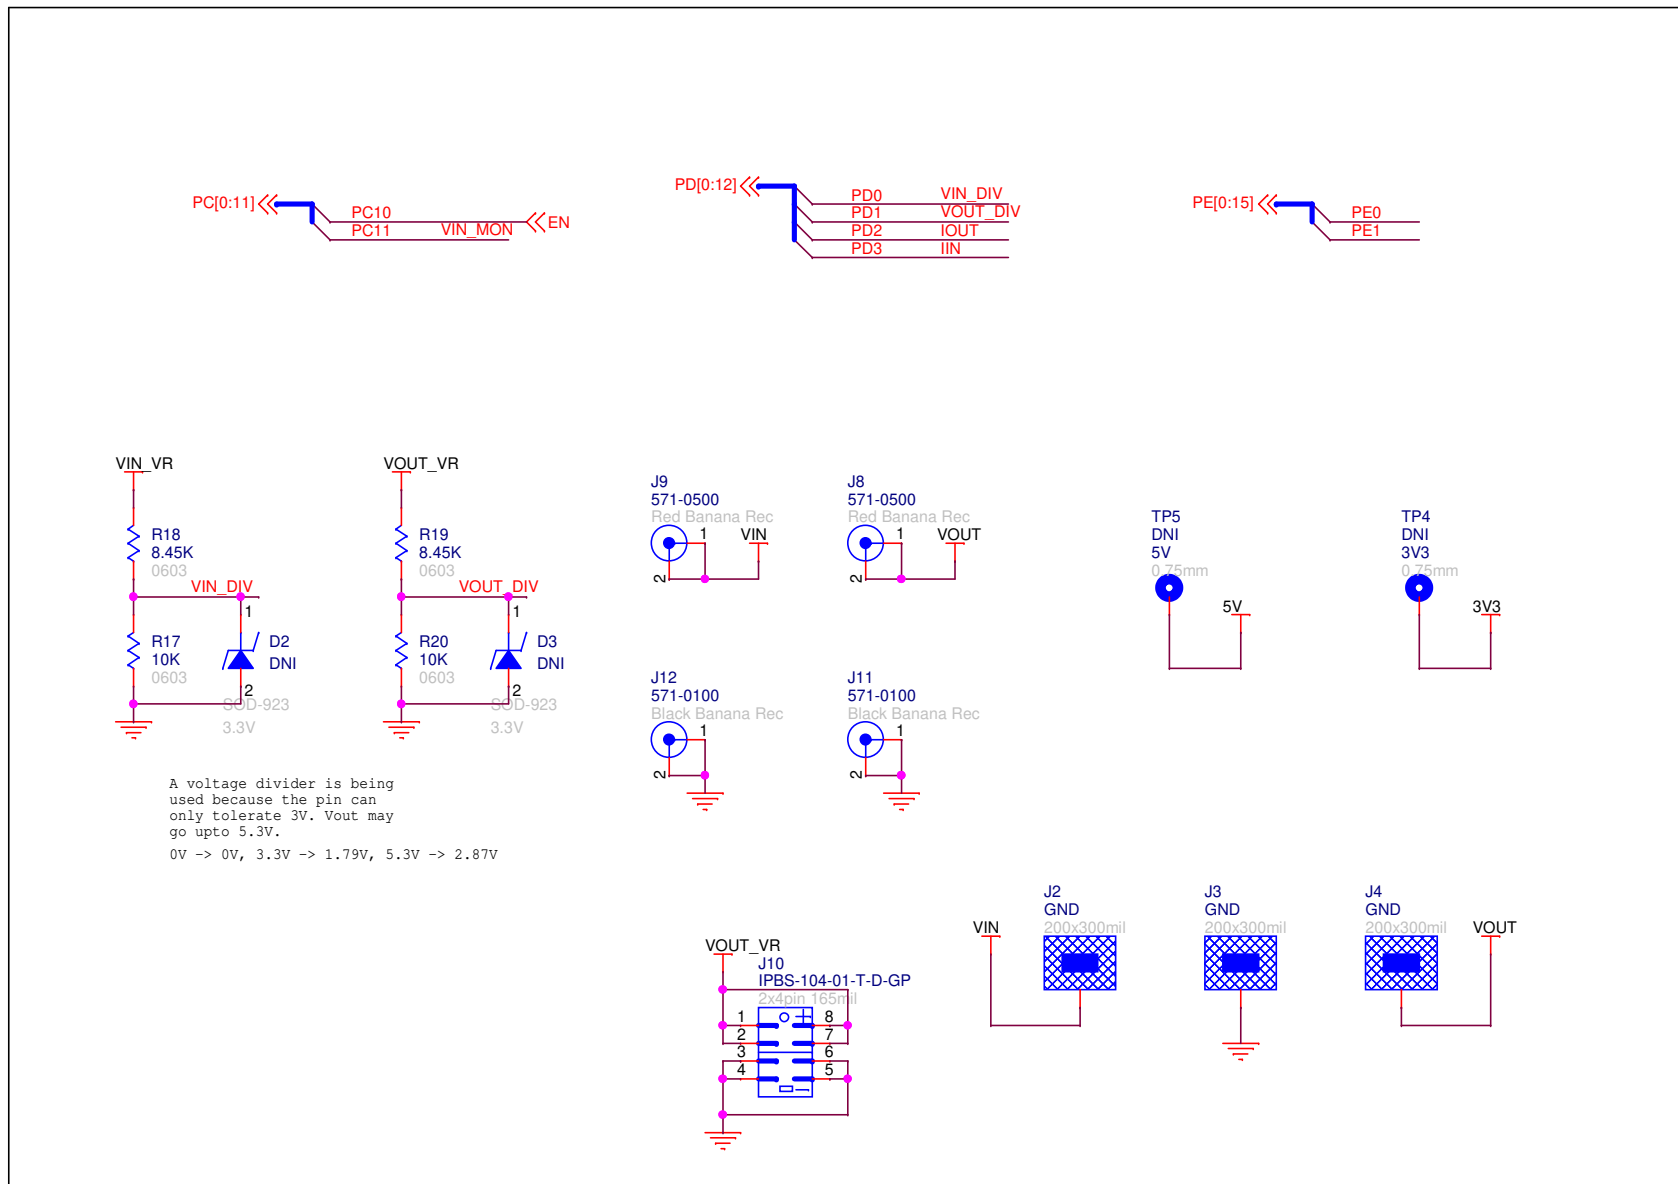 PC[0:11]
PC10
EN
PC11
VIN_MON
PD[0:12]
PD0
VIN_DIV
PD1
VOUT_DIV
PD2
IOUT
PD3
IIN
PE[0:15]
PE0
PE1
VIN_VR
R18
8.45K
0603
VIN_DIV
1
R17
10K
0603
D2
DNI
2
SOD-923
3.3V
VOUT_VR
R19
8.45K
0603
VOUT_DIV
1
R20
10K
0603
D3
DNI
2
SOD-923
3.3V
A voltage divider is being
used because the pin can
only tolerate 3V. Vout may
go upto 5.3V.
0V -> 0V, 3.3V -> 1.79V, 5.3V -> 2.87V
J9
571-0500
Red Banana Rec
1
VIN
2
J8
571-0500
Red Banana Rec
1
VOUT
2
J12
571-0100
Black Banana Rec
1
2
J11
571-0100
Black Banana Rec
1
2
TP5
DNI
5V
0.75mm
5V
TP4
DNI
3V3
0.75mm
3V3
VOUT_VR
J10
IPBS-104-01-T-D-GP
2x4pin 165mil
1
8
2
7
3
6
4
5
VIN
J2
GND
200x300mil
J3
GND
200x300mil
J4
GND
200x300mil
VOUT